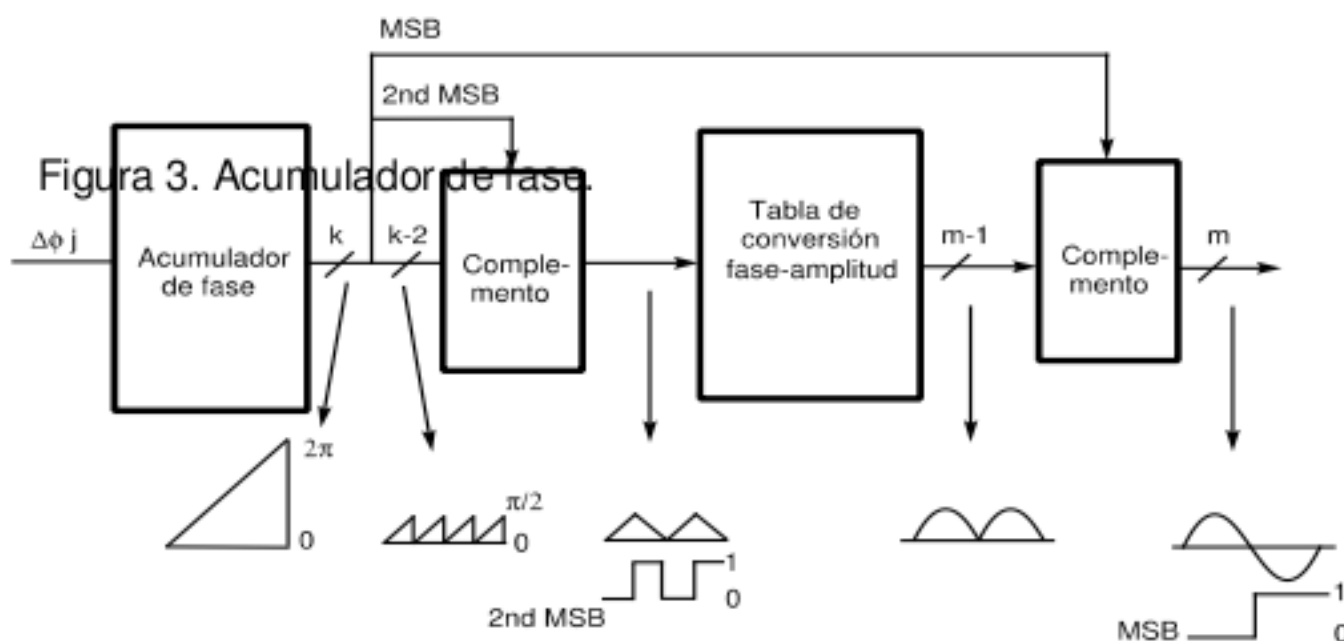 MSB
2nd MSB
Figura 3. Acumulador de fase.
Δϕ j
Acumulador
de fase
k
k-2
Comple-
mento
Tabla de
conversión
fase-amplitud
m-1
Comple-
mento
m
2π
0
π/2
0
1
0
2nd MSB
1
0
MSB